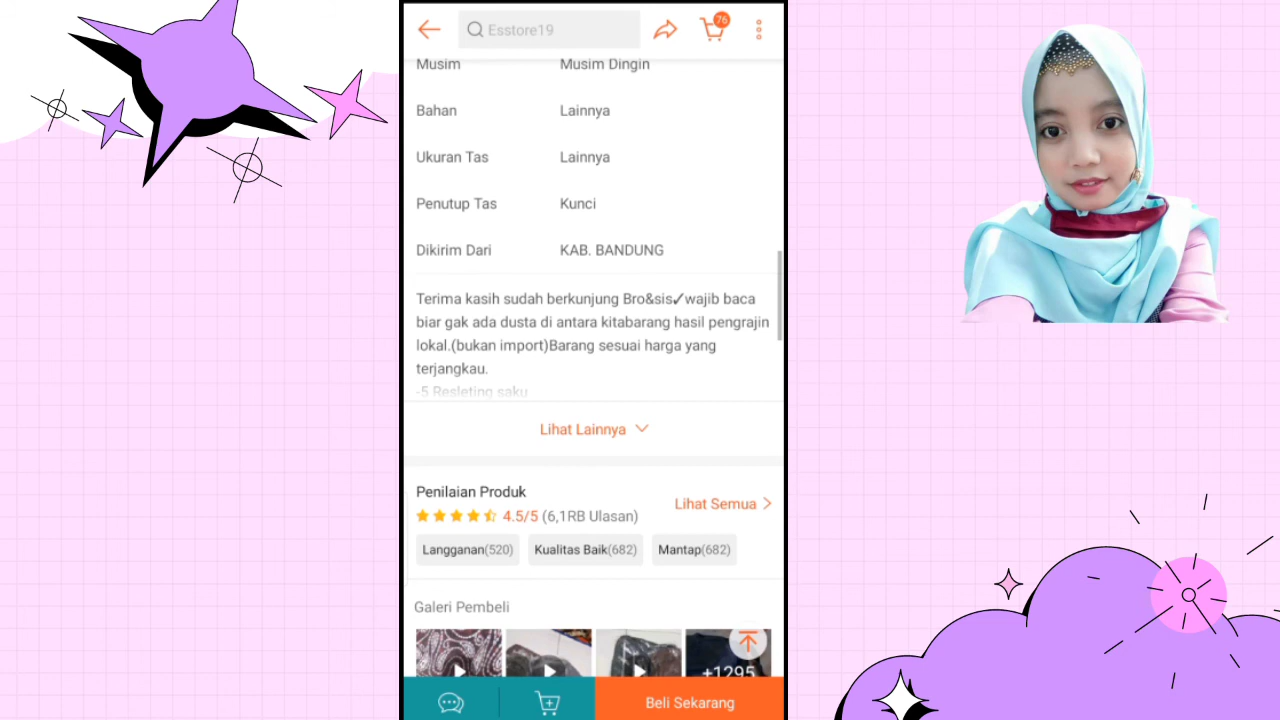 Esstore19
76
Musim Musim Dingin
Bahan Lainnya
Ukuran Tas Lainnya
Penutup Tas Kunci
Dikirim Dari KAB. BANDUNG
Terima kasih sudah berkunjung Bro&sis✓wajib baca
biar gak ada dusta di antara kitabarang hasil pengrajin
lokal.(bukan import)Barang sesuai harga yang
terjangkau.
-5 Resleting saku
Lihat Lainnya
Penilaian Produk
Lihat Semua
4.5/5 (6,1RB Ulasan)
Langganan(520) Kualitas Baik(682) Mantap(682)
Galeri Pembeli
+1295
Beli Sekarang